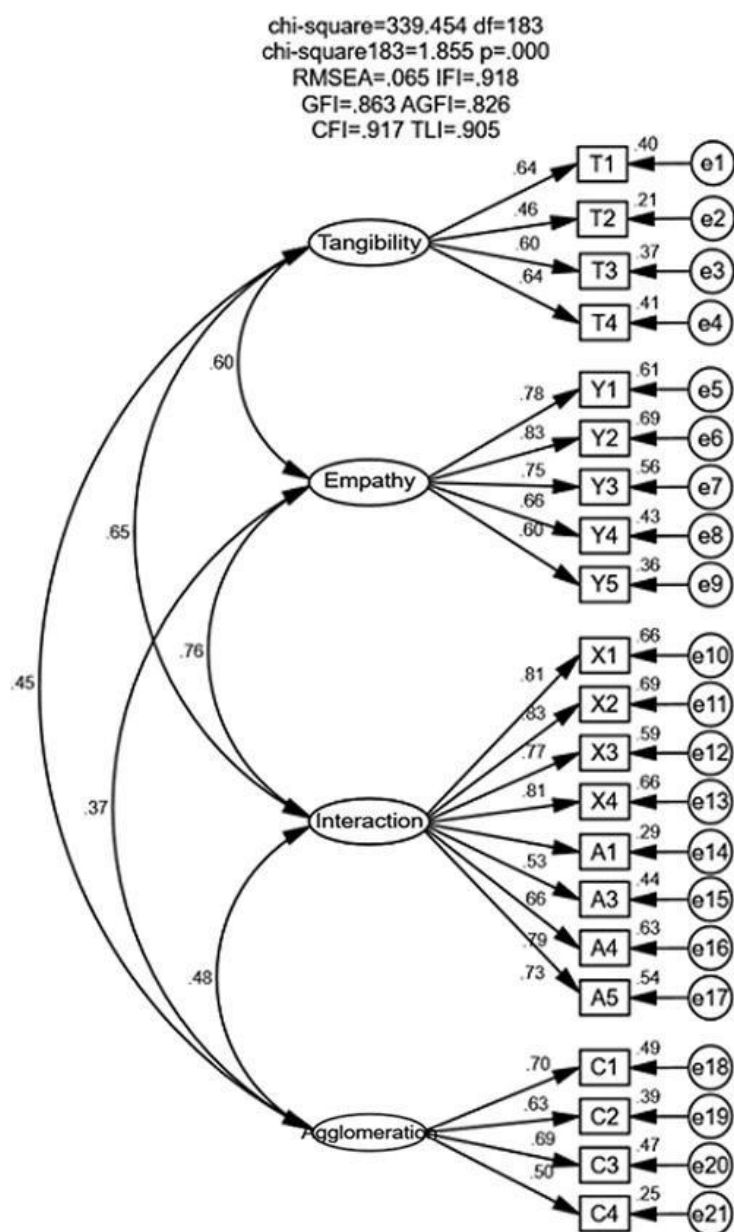 chi-square=339.454 df=183
chi-square183=1.855 p=.000
RMSEA=.065 IFI=.918
GFI=.863 AGFI=.826
CFI=.917 TLI=.905
.40
.64 T1 e1
.21
.46 T2 e2
Tangibility
.60 .37
T3 e3
.64 .41
T4 e4
.60
.61
.78 Y1 e5
.69
.83 Y2 e6
Empathy
.75 .56
Y3 e7
.66 .43
Y4 e8
.60 .36
Y5 e9
.65
.76
.45
.66
.81 X1 e10
.69
.83 X2 e11
.59
.77 X3 e12
.37
.66
.81 X4 e13
Interaction
.29
A1 e14
.53 .44
A3 e15
.66 .63
A4 e16
.79 .54
.73 A5 e17
.48
.49
.70 C1 e18
.39
.63 C2 e19
Agglomeration
.69 .47
C3 e20
.50 .25
C4 e21